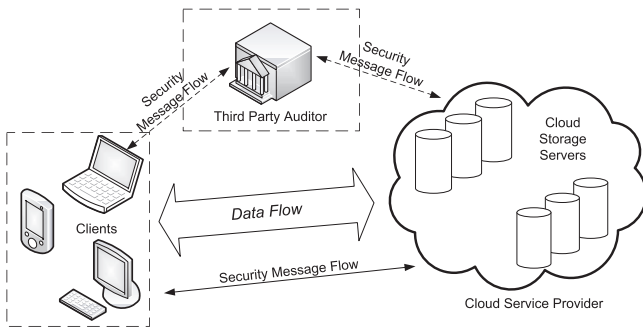 Security
Message Flow
Security
Message Flow
Third Party Auditor
Cloud
Storage
Servers
Clients
Data Flow
Security Message Flow
Cloud Service Provider